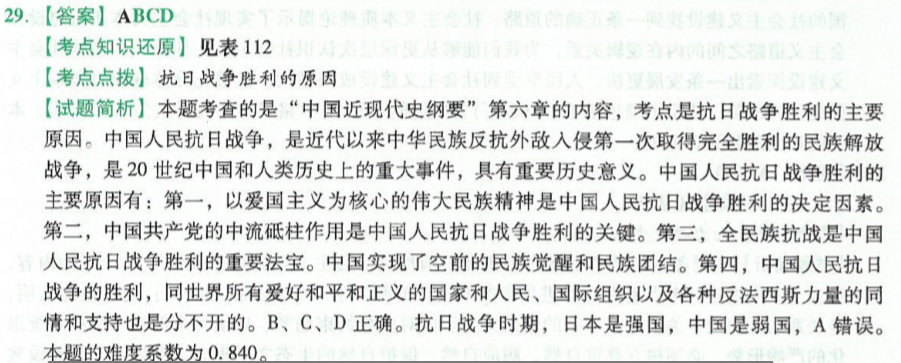 29.【答案】ABCD
【考点知识还原】见表112
【考点点拨】抗日战争胜利的原因
【试题简析】本题考查的是“中国近现代史纲要”第六章的内容，考点是抗日战争胜利的主要
原因。中国人民抗日战争，是近代以来中华民族反抗外敌入侵第一次取得完全胜利的民族解放
战争，是20世纪中国和人类历史上的重大事件，具有重要历史意义。中国人民抗日战争胜利的
主要原因有：第一，以爱国主义为核心的伟大民族精神是中国人民抗日战争胜利的决定因素。
第二，中国共产党的中流砥柱作用是中国人民抗日战争胜利的关键。第三，全民族抗战是中国
人民抗日战争胜利的重要法宝。中国实现了空前的民族觉醒和民族团结。第四，中国人民抗日
战争的胜利，同世界所有爱好和平和正义的国家和人民、国际组织以及各种反法西斯力量的同
情和支持也是分不开的。B、C、D正确。抗日战争时期，日本是强国，中国是弱国，A错误。
本题的难度系数为0.840。